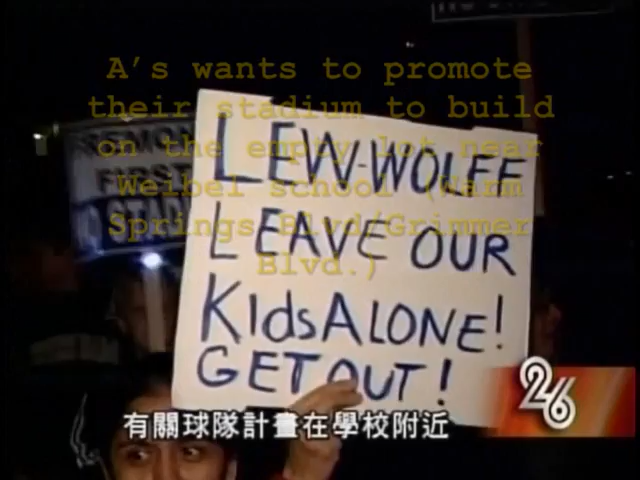 A's wants to promote
their stadium to build
on the empty lot near
Weibel school (Warm
Springs Blvd/Grimmer
Blvd.)
FIRST
LEW-WOLFF
LEAVE OUR
KidsALONE!
GET OUT!
26
有關球隊計畫在學校附近